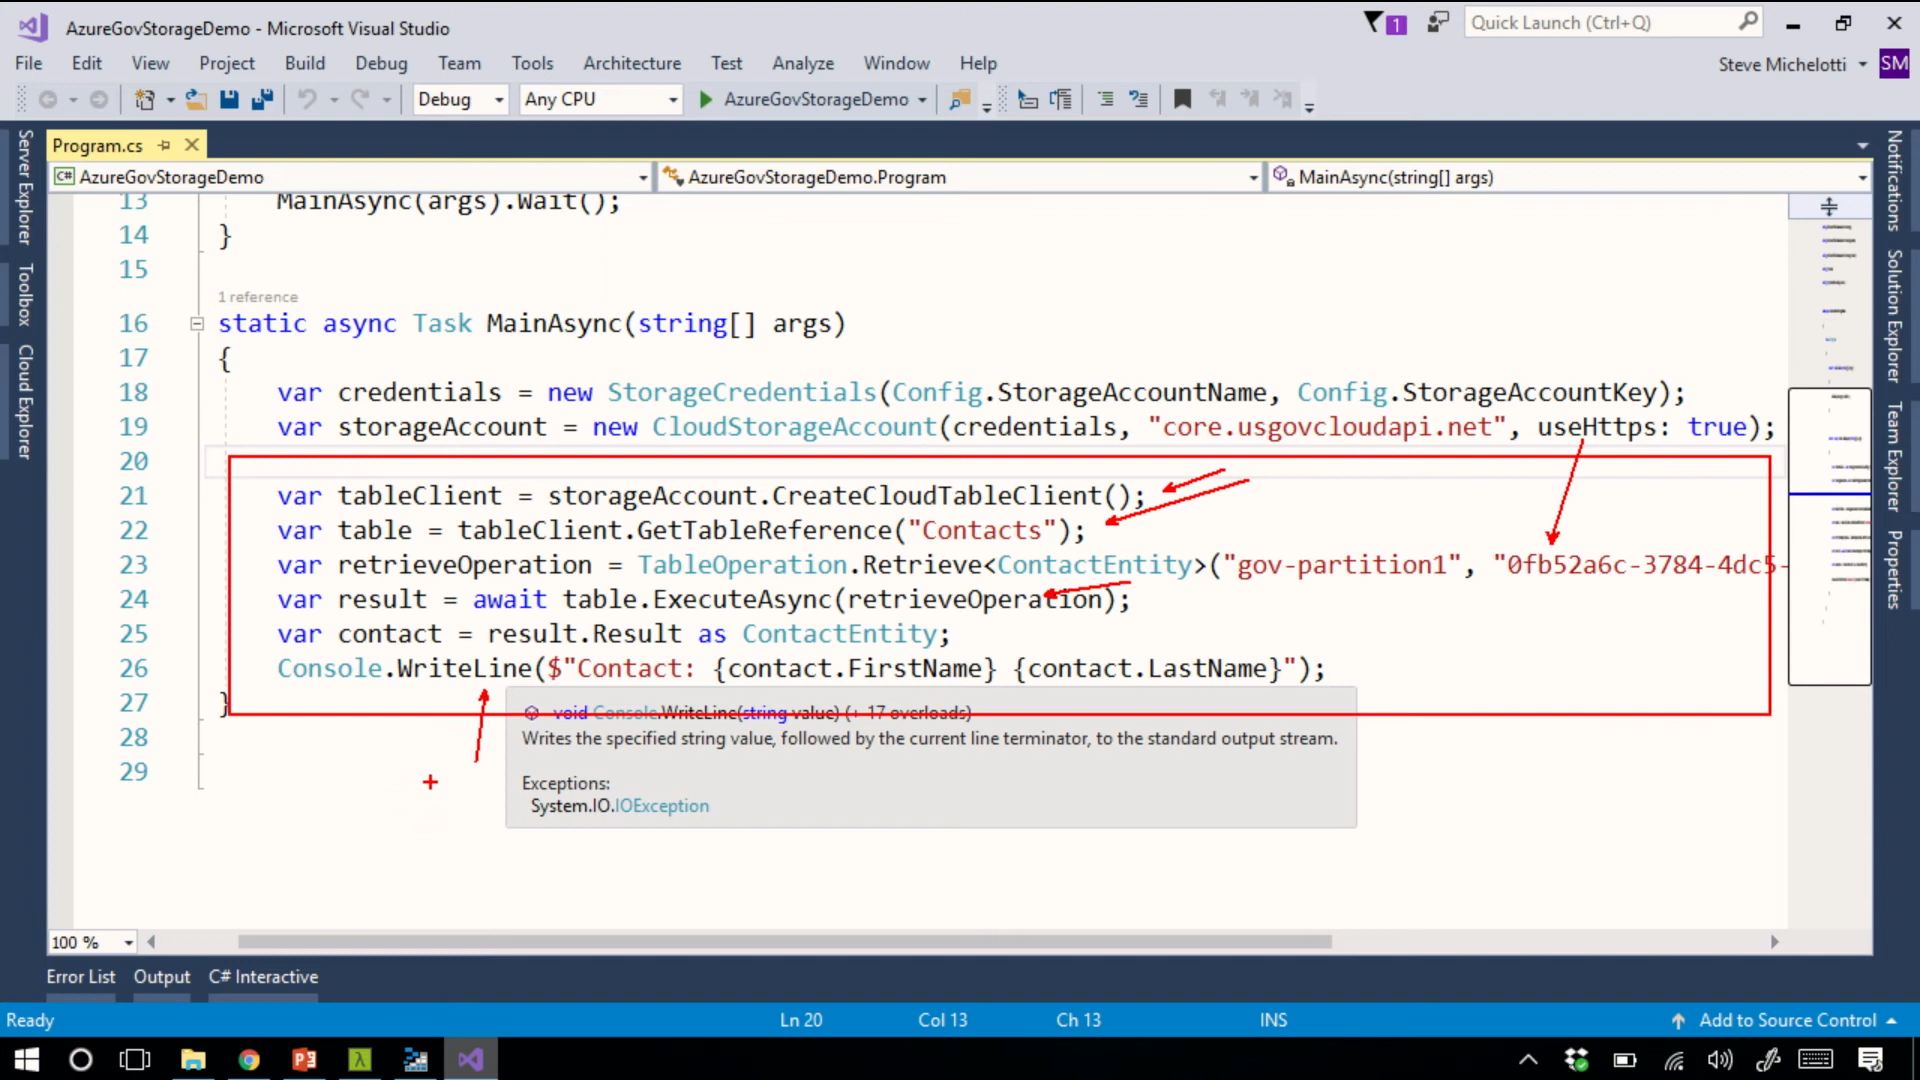 AzureGovStorageDemo - Microsoft Visual Studio
1
Quick Launch (Ctrl+Q)
File Edit View Project Build Debug Team Tools Architecture Test Analyze Window Help
Steve Michelotti SM
Debug Any CPU AzureGovStorageDemo
Server Explorer
Toolbox
Cloud Explorer
Program.cs
C# AzureGovStorageDemo
AzureGovStorageDemo.Program
MainAsync(string[] args)
13 MainAsync(args).Wait();
14 }
15
1 reference
16 static async Task MainAsync(string[] args)
17 {
18 var credentials = new StorageCredentials(Config.StorageAccountName, Config.StorageAccountKey);
19 var storageAccount = new CloudStorageAccount(credentials, "core.usgovcloudapi.net", useHttps: true);
20
21 var tableClient = storageAccount.CreateCloudTableClient();
22 var table = tableClient.GetTableReference("Contacts");
23 var retrieveOperation = TableOperation.Retrieve<ContactEntity>("gov-partition1", "0fb52a6c-3784-4dc5-
24 var result = await table.ExecuteAsync(retrieveOperation);
25 var contact = result.Result as ContactEntity;
26 Console.WriteLine($"Contact: {contact.FirstName} {contact.LastName}");
27 }
28
29
void Console.WriteLine(string value) (+ 17 overloads)
Writes the specified string value, followed by the current line terminator, to the standard output stream.
Exceptions:
System.IO.IOException
Notifications
Solution Explorer
Team Explorer
Properties
100 %
Error List Output C# Interactive
Ready Ln 20 Col 13 Ch 13 INS Add to Source Control